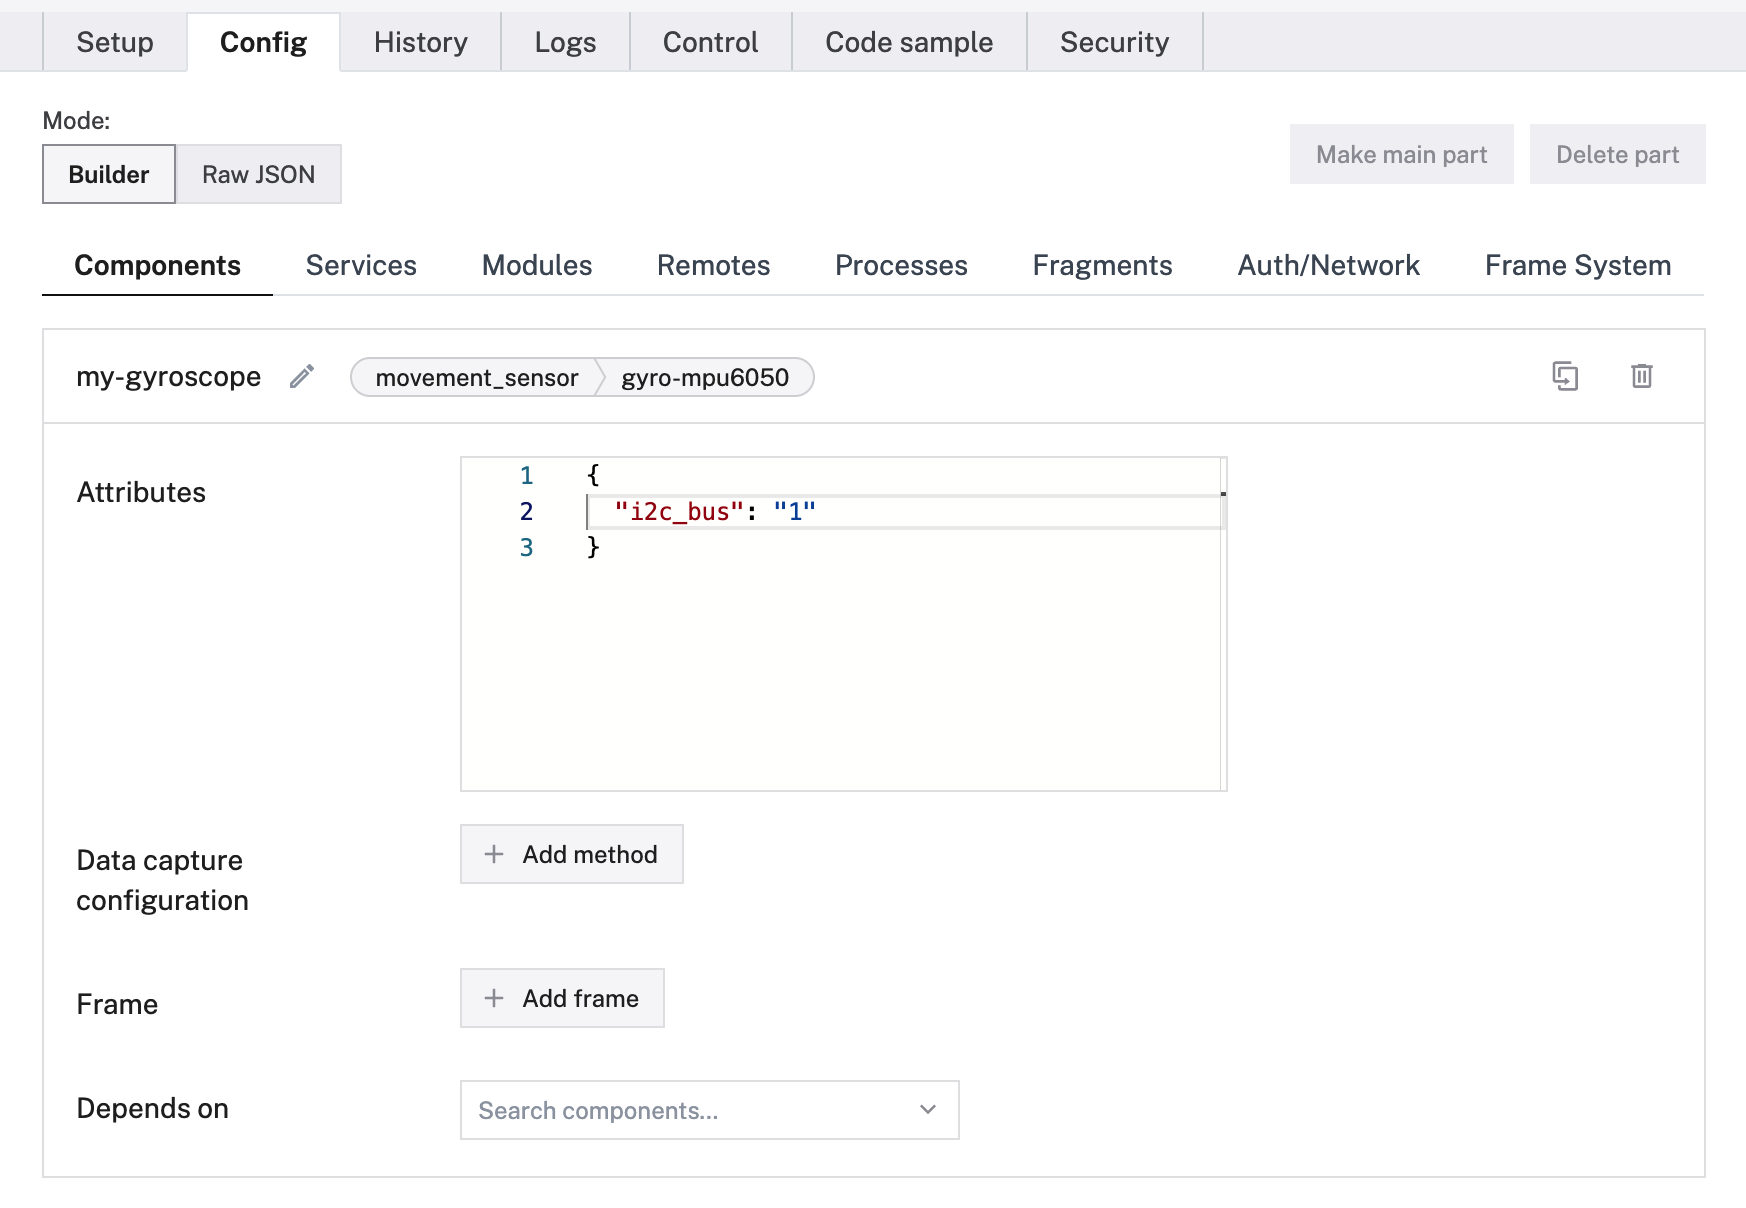 Setup Config History Logs Control Code sample Security
Mode:
Builder Raw JSON
Make main part Delete part
Components Services Modules Remotes Processes Fragments Auth/Network Frame System
my-gyroscope movement_sensor gyro-mpu6050
Attributes
1 {
2 "i2c_bus": "1"
3 }
Data capture
configuration
+ Add method
Frame
+ Add frame
Depends on
Search components...